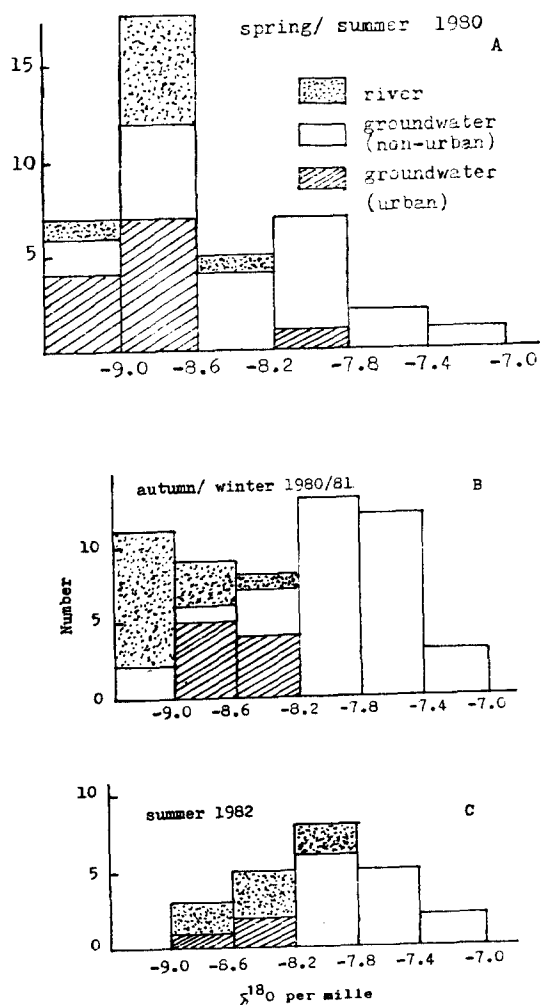 spring/ summer 1980
A
15
10
5
river
groundwater
(non-urban)
groundwater
(urban)
-9.0 -8.6 -8.2 -7.8 -7.4 -7.0
autumn/ winter 1980/81
B
10
5
0
Number
-9.0 -8.6 -8.2 -7.8 -7.4 -7.0
summer 1982
C
10
5
0
-9.0 -8.6 -8.2 -7.8 -7.4 -7.0
δ18O per mille